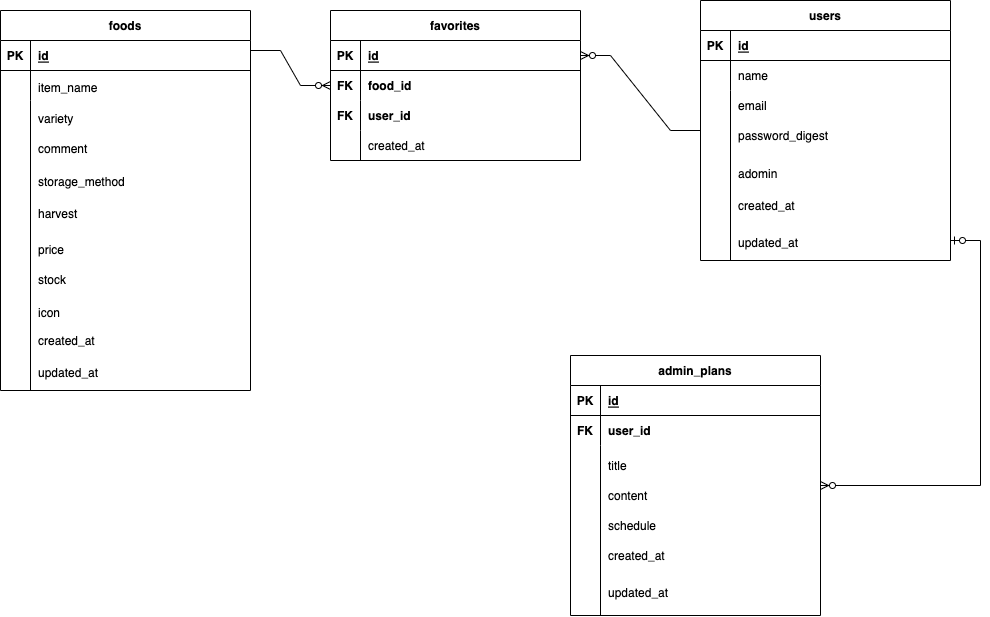 foods
PK id
item_name
variety
comment
storage_method
harvest
price
stock
icon
created_at
updated_at
favorites
PK id
FK food_id
FK user_id
created_at
users
PK id
name
email
password_digest
adomin
created_at
updated_at
admin_plans
PK id
FK user_id
title
content
schedule
created_at
updated_at